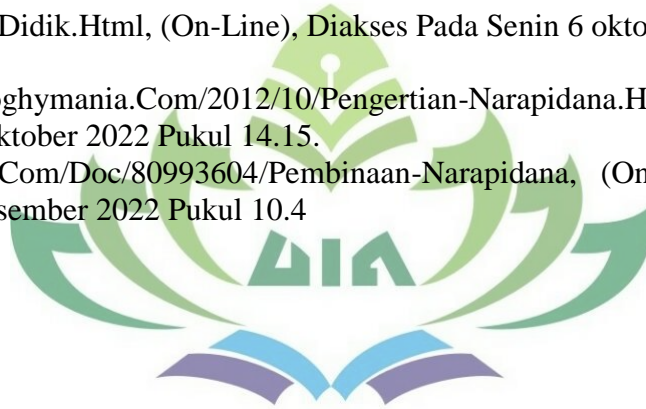 Didik.Html, (On-Line), Diakses Pada Senin 6 okto
ghymania.Com/2012/10/Pengertian-Narapidana.H
ktober 2022 Pukul 14.15.
Com/Doc/80993604/Pembinaan-Narapidana, (On
sember 2022 Pukul 10.4
UIN